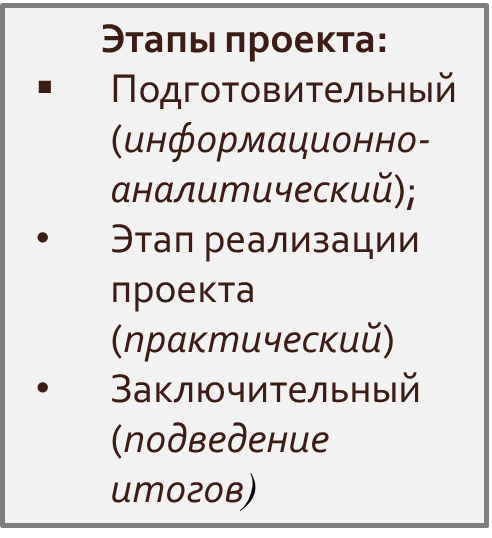 Этапы проекта:
▪ Подготовительный
(информационно-
аналитический);
• Этап реализации
проекта
(практический)
• Заключительный
(подведение
итогов)